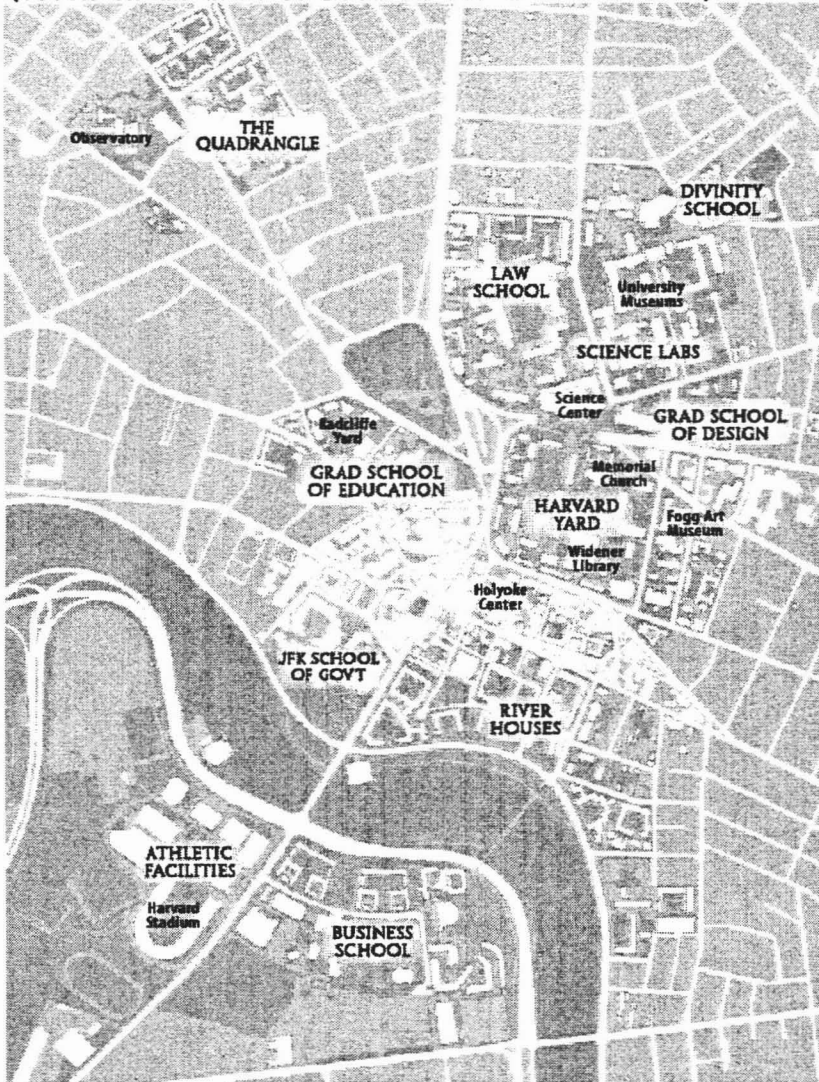 Observatory
THE
QUADRANGLE
DIVINITY
SCHOOL
LAW
SCHOOL
University
Museums
SCIENCE LABS
Science
Center
GRAD SCHOOL
OF DESIGN
Radcliffe
Yard
GRAD SCHOOL
OF EDUCATION
Memorial
Church
HARVARD
YARD
Fogg Art
Museum
Widener
Library
Holyoke
Center
JFK SCHOOL
OF GOVT
RIVER
HOUSES
ATHLETIC
FACILITIES
Harvard
Stadium
BUSINESS
SCHOOL